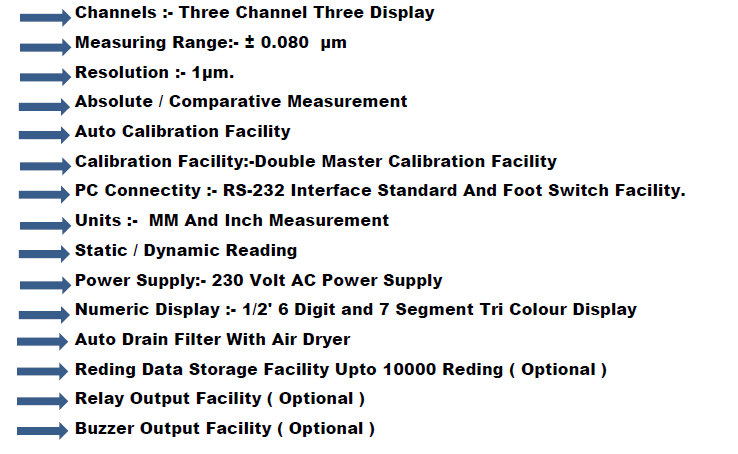 Channels :- Three Channel Three Display
Measuring Range:- ± 0.080 µm
Resolution :- 1µm.
Absolute / Comparative Measurement
Auto Calibration Facility
Calibration Facility:-Double Master Calibration Facility
PC Connectity :- RS-232 Interface Standard And Foot Switch Facility.
Units :- MM And Inch Measurement
Static / Dynamic Reading
Power Supply:- 230 Volt AC Power Supply
Numeric Display :- 1/2' 6 Digit and 7 Segment Tri Colour Display
Auto Drain Filter With Air Dryer
Reding Data Storage Facility Upto 10000 Reding ( Optional )
Relay Output Facility ( Optional )
Buzzer Output Facility ( Optional )